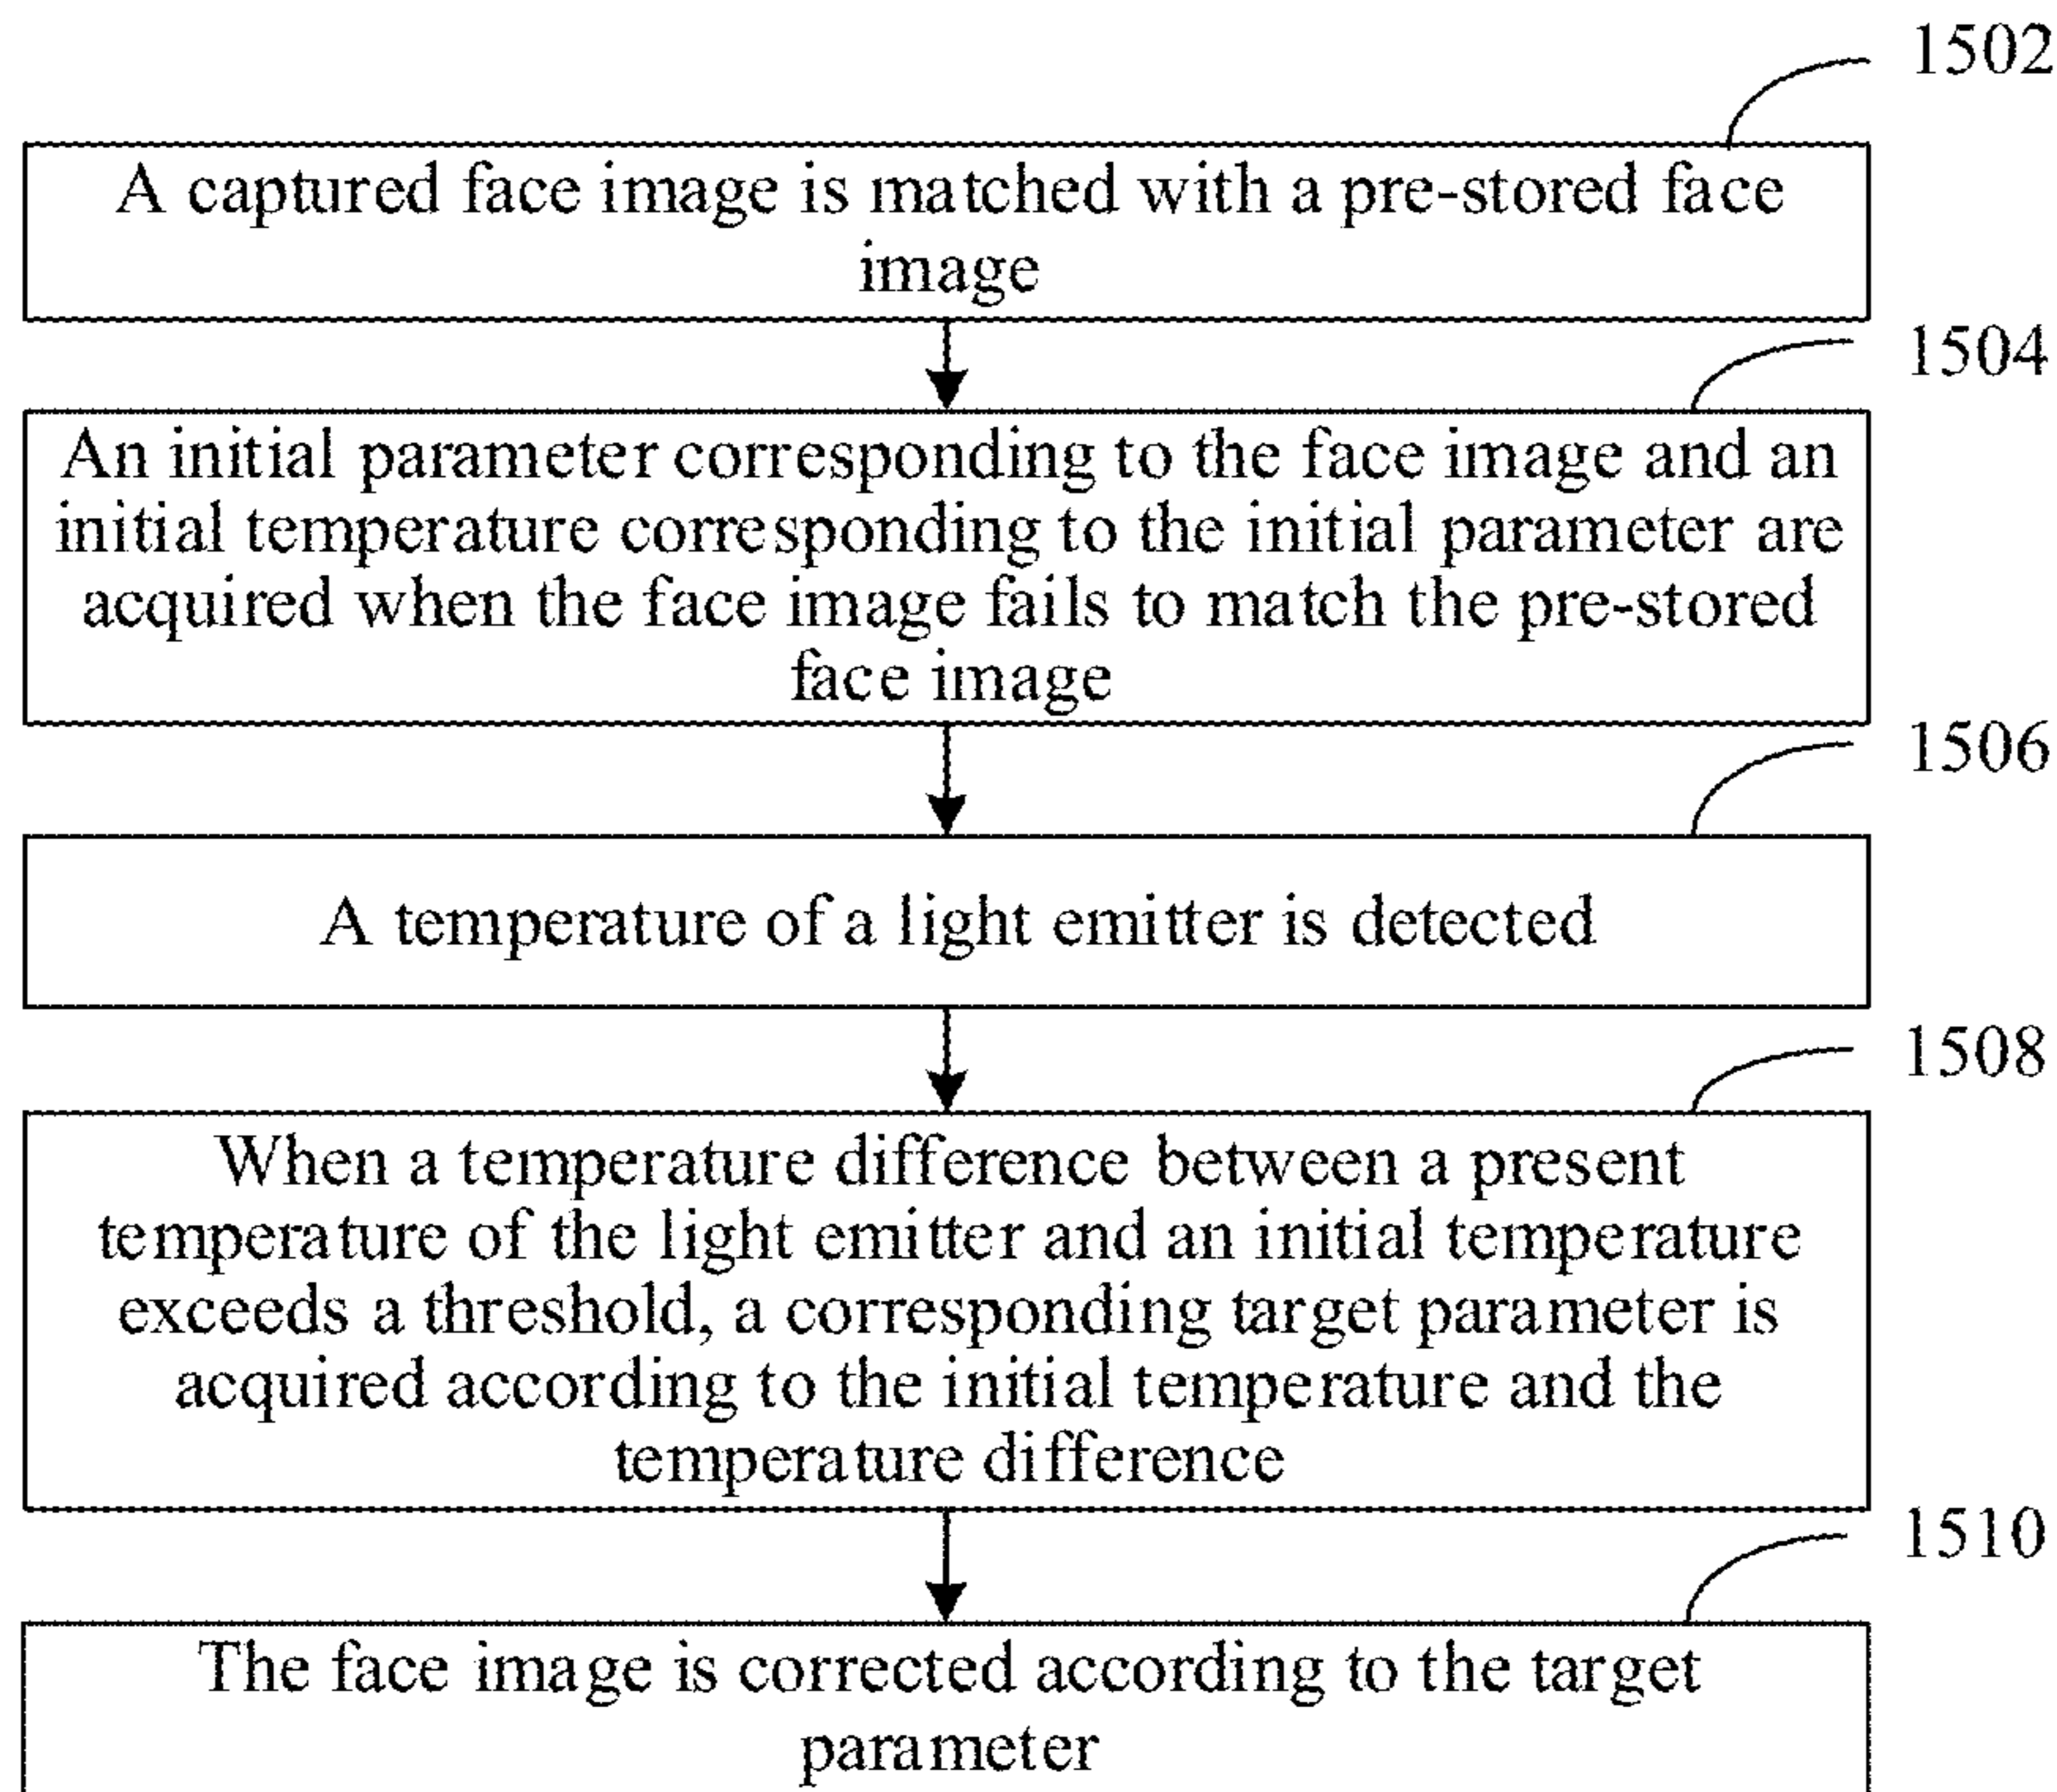 1502
A captured face image is matched with a pre-stored face
image
1504
An initial parameter corresponding to the face image and an
initial temperature corresponding to the initial parameter are
acquired when the face image fails to match the pre-stored
face image
1506
A temperature of a light emitter is detected
1508
When a temperature difference between a present
temperature of the light emitter and an initial temperature
exceeds a threshold, a corresponding target parameter is
acquired according to the initial temperature and the
temperature difference
1510
The face image is corrected according to the target
parameter